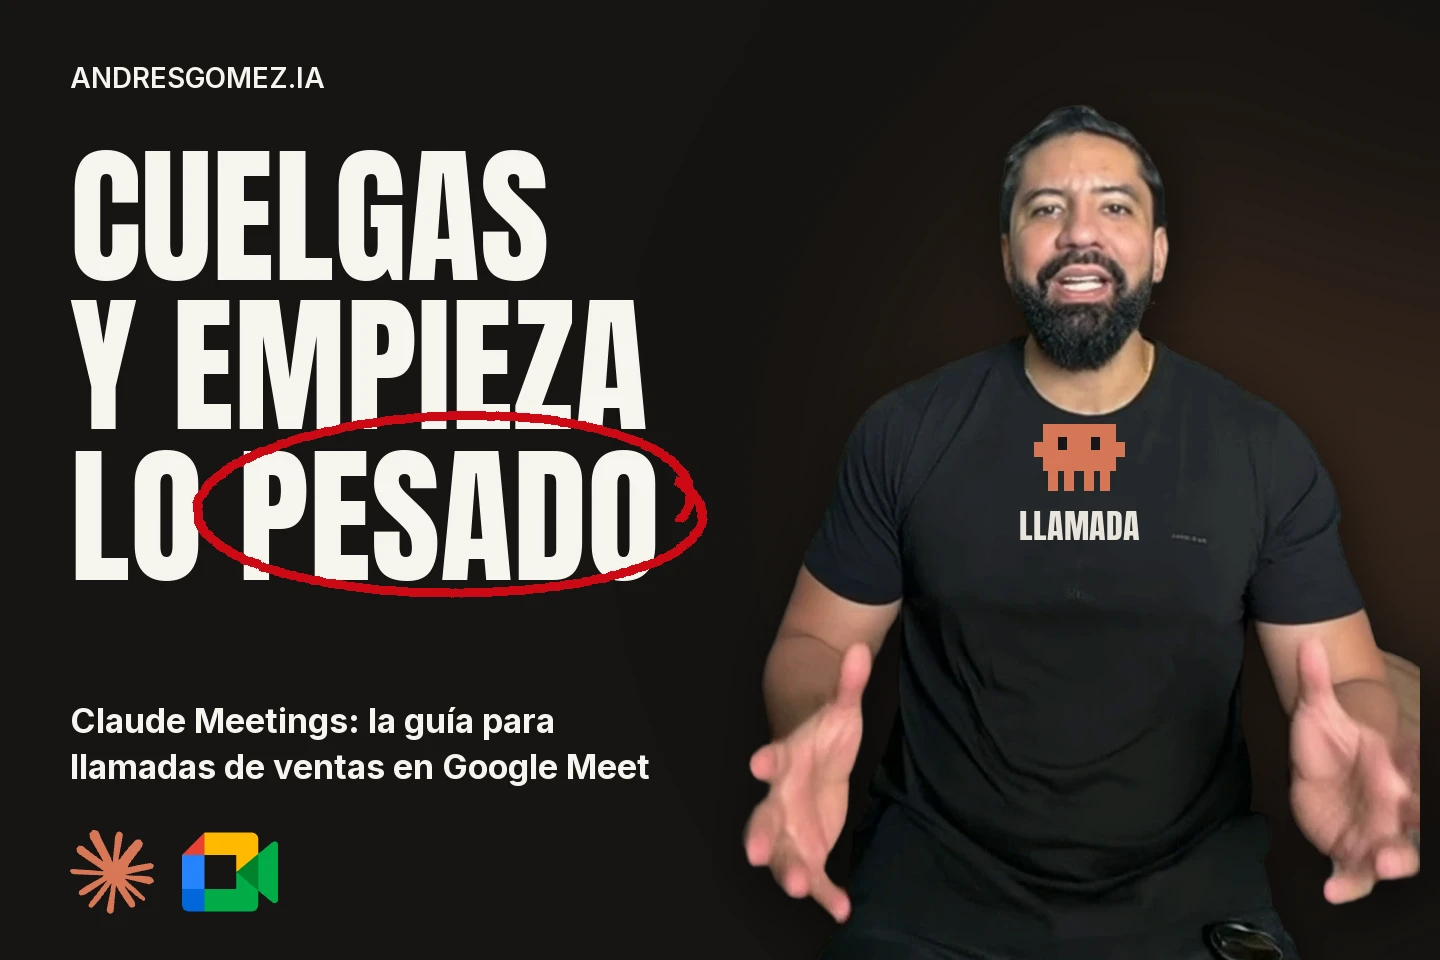 ANDRESGOMEZ.IA
CUELGAS
Y EMPIEZA
LO PESADO
Claude Meetings: la guía para
llamadas de ventas en Google Meet
LLAMADA